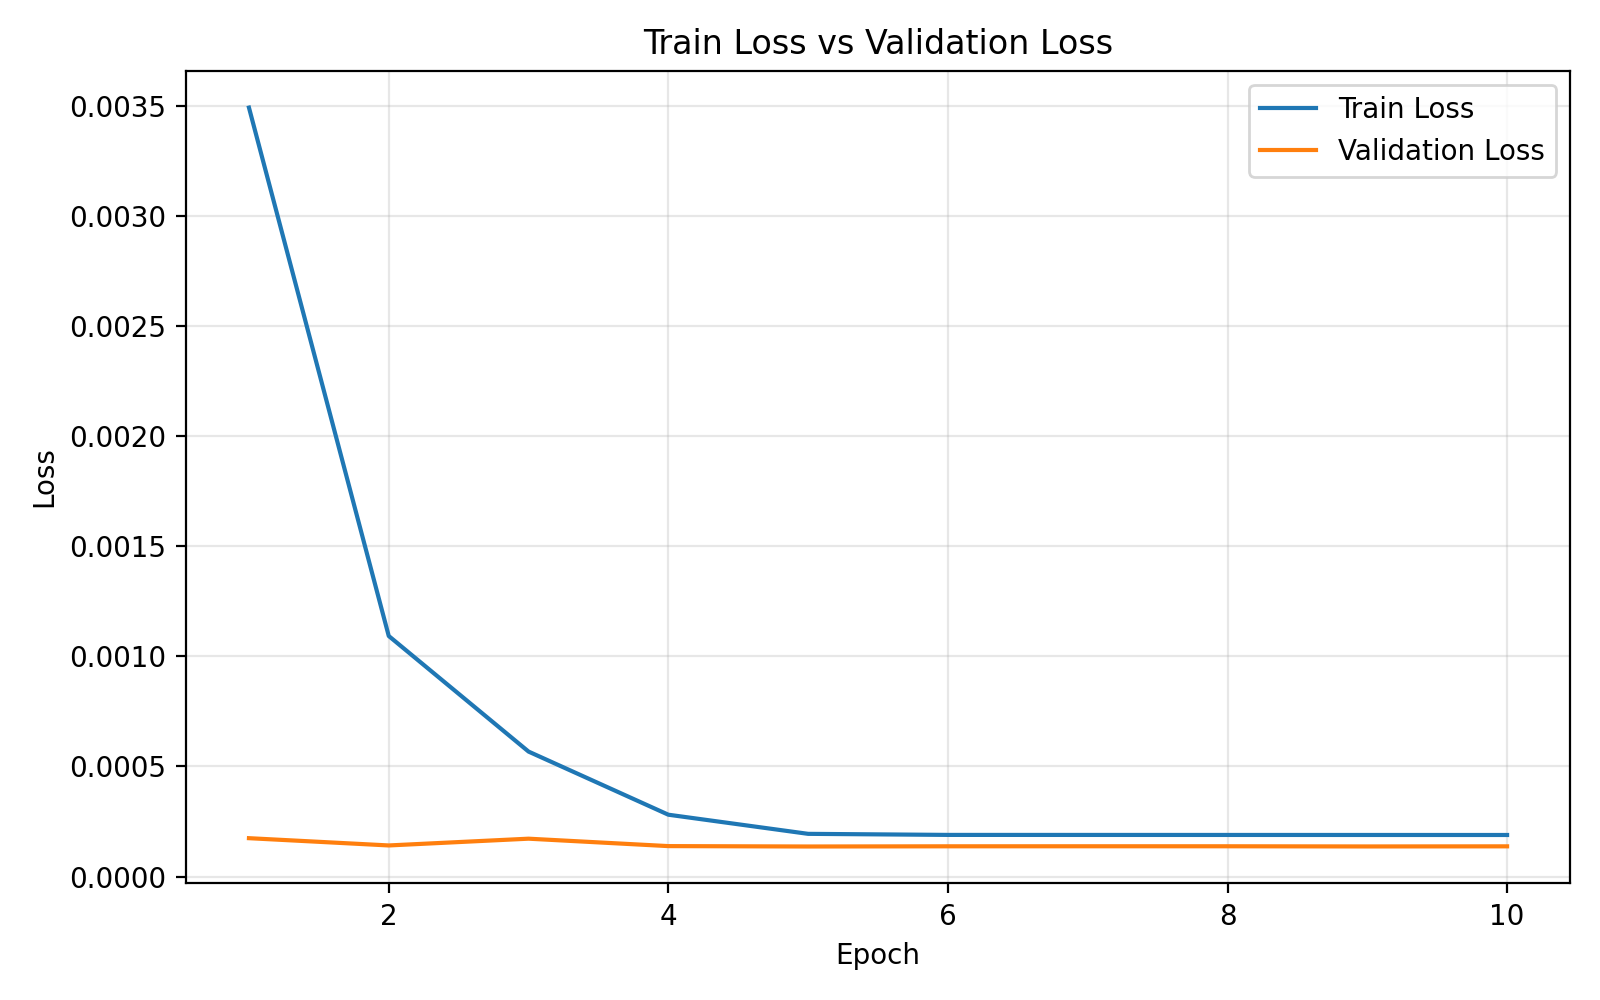 Train Loss vs Validation Loss
Train Loss
Validation Loss
0.0035
0.0030
0.0025
0.0020
0.0015
0.0010
0.0005
0.0000
Loss
2 4 6 8 10
Epoch